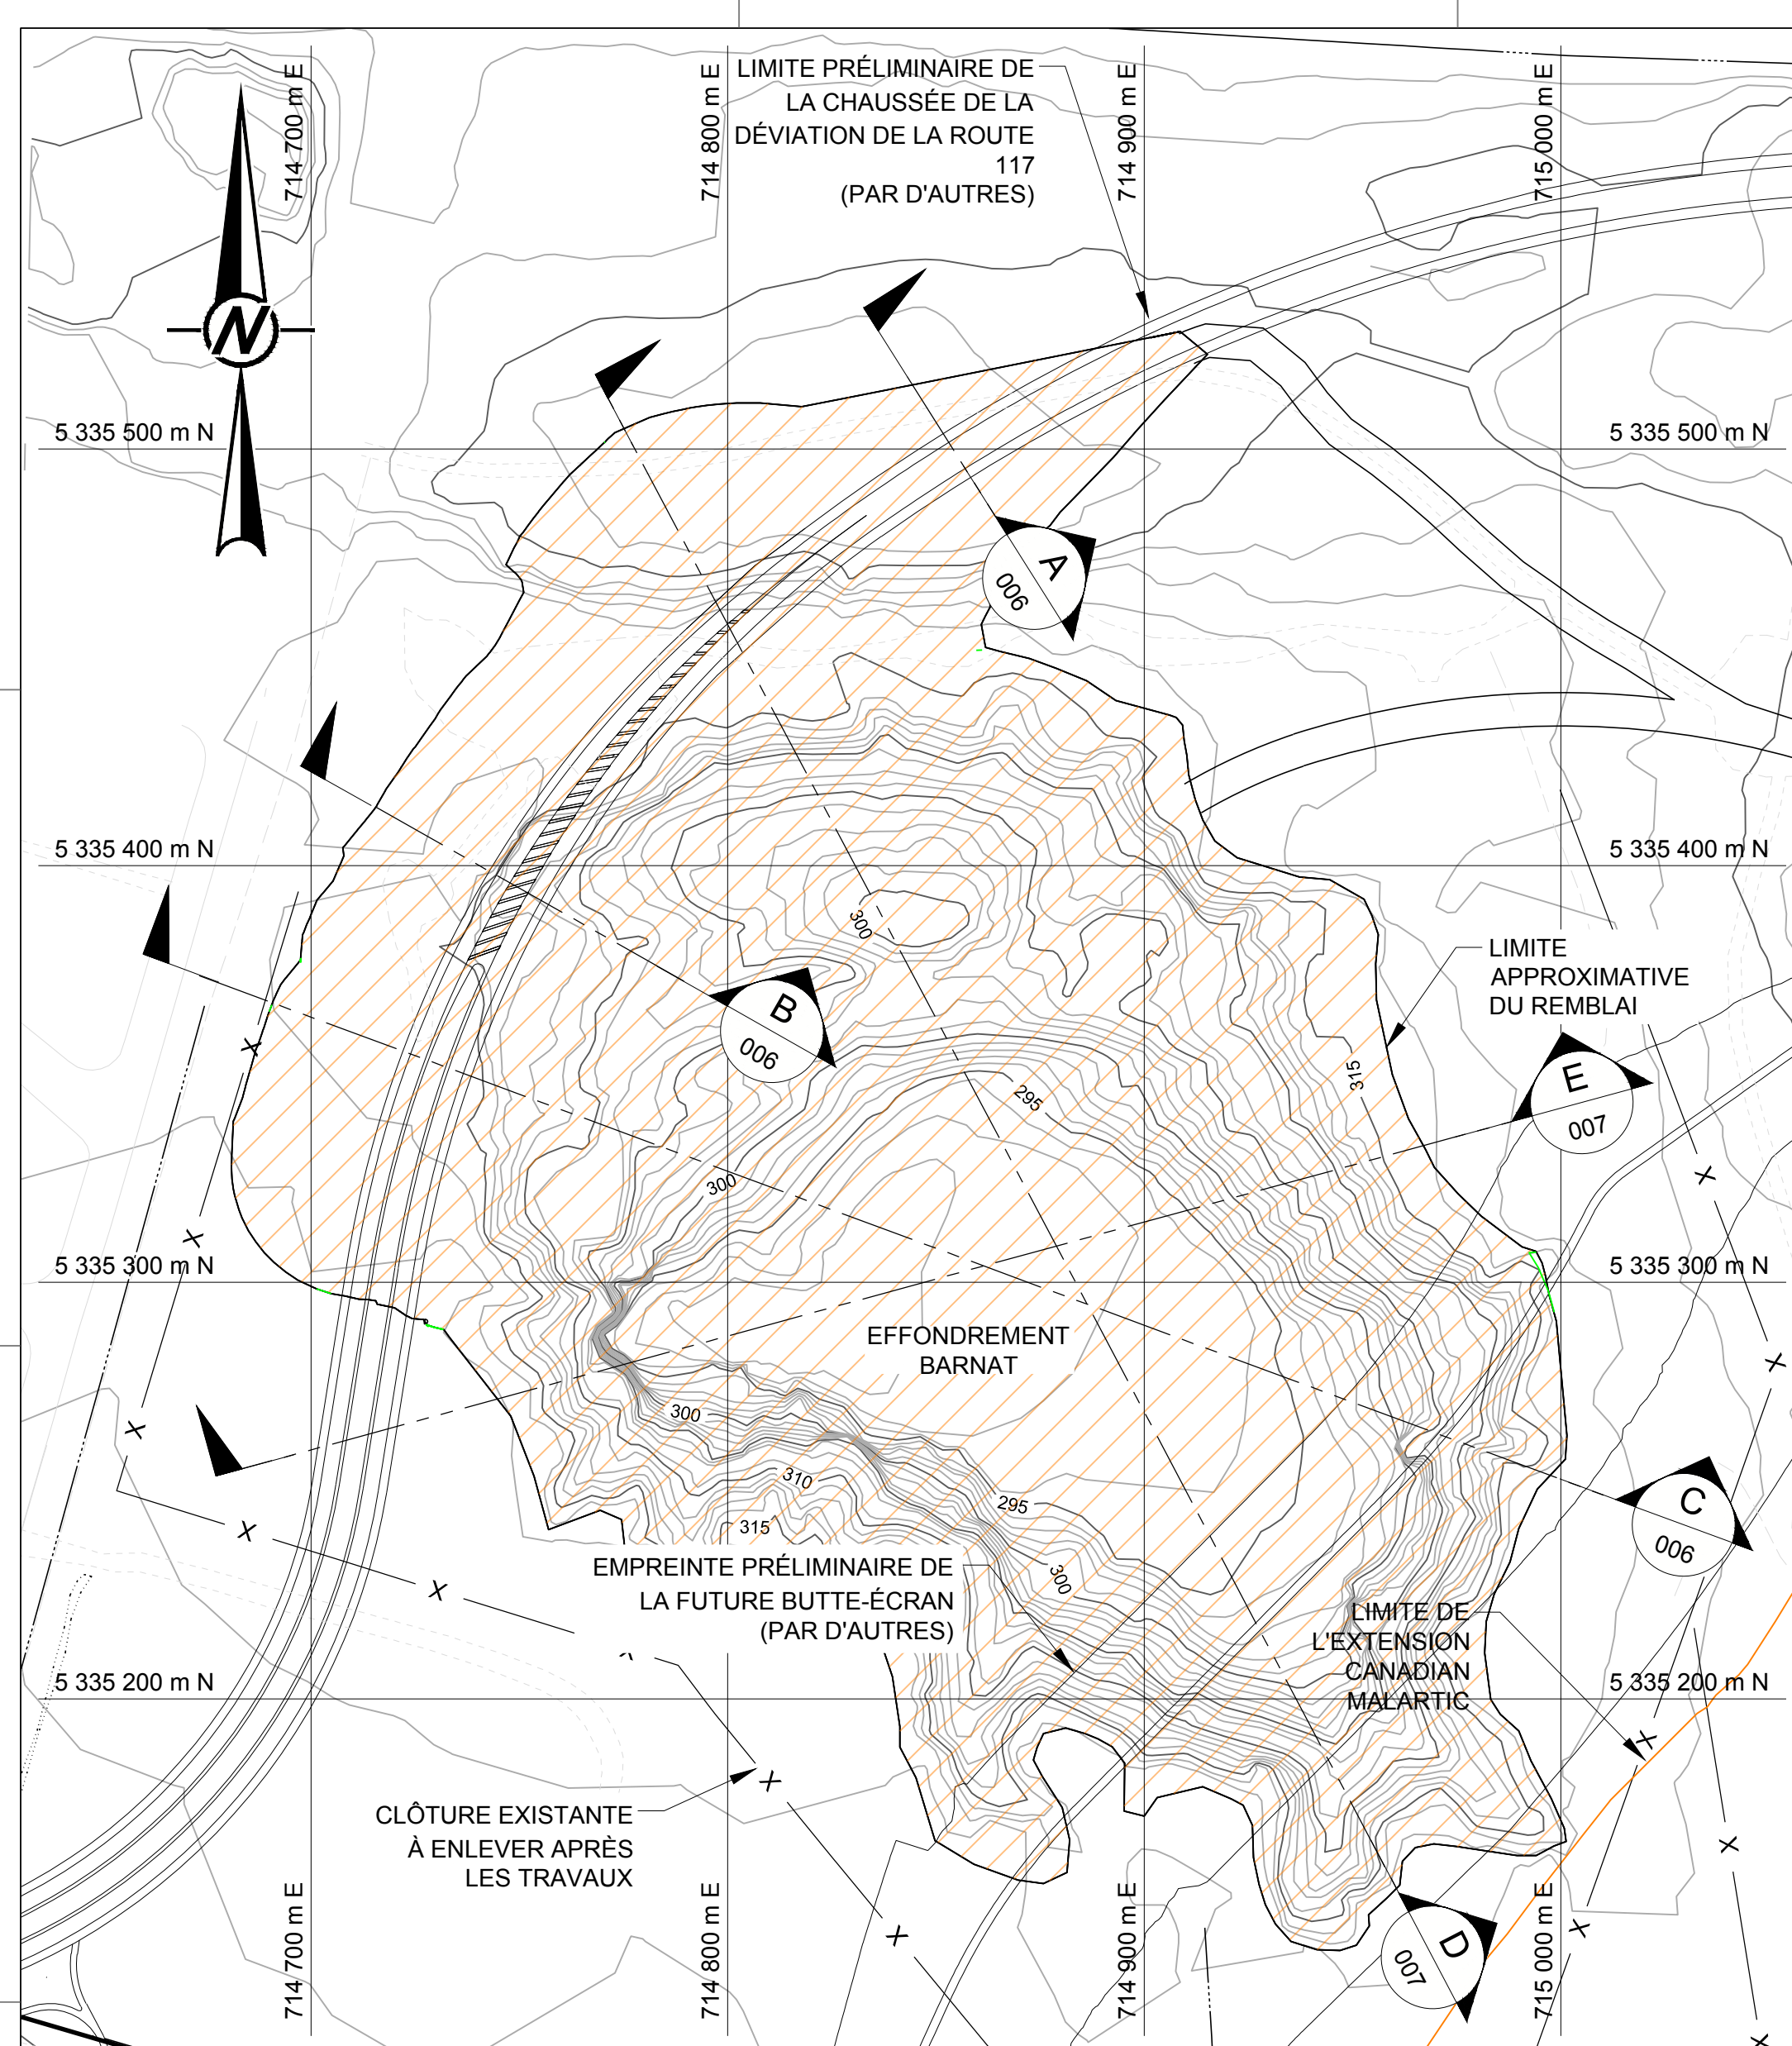 714 700 m E
714 800 m E
LIMITE PRÉLIMINAIRE DE
LA CHAUSSÉE DE LA
DÉVIATION DE LA ROUTE
117
(PAR D'AUTRES)
714 900 m E
715 000 m E
N
5 335 500 m N
5 335 500 m N
A
006
5 335 400 m N
5 335 400 m N
300
LIMITE
APPROXIMATIVE
DU REMBLAI
B
006
315
295
E
007
X
X
300
X
5 335 300 m N
5 335 300 m N
EFFONDREMENT
BARNAT
X
300
X
310
295
C
006
315
X
EMPREINTE PRÉLIMINAIRE DE
LA FUTURE BUTTE-ÉCRAN
(PAR D'AUTRES)
300
X
LIMITE DE
L'EXTENSION
CANADIAN
MALARTIC
5 335 200 m N
5 335 200 m N
X
X
CLÔTURE EXISTANTE
À ENLEVER APRÈS
LES TRAVAUX
X
X
X
D
007
714 700 m E
714 800 m E
714 900 m E
715 000 m E
X